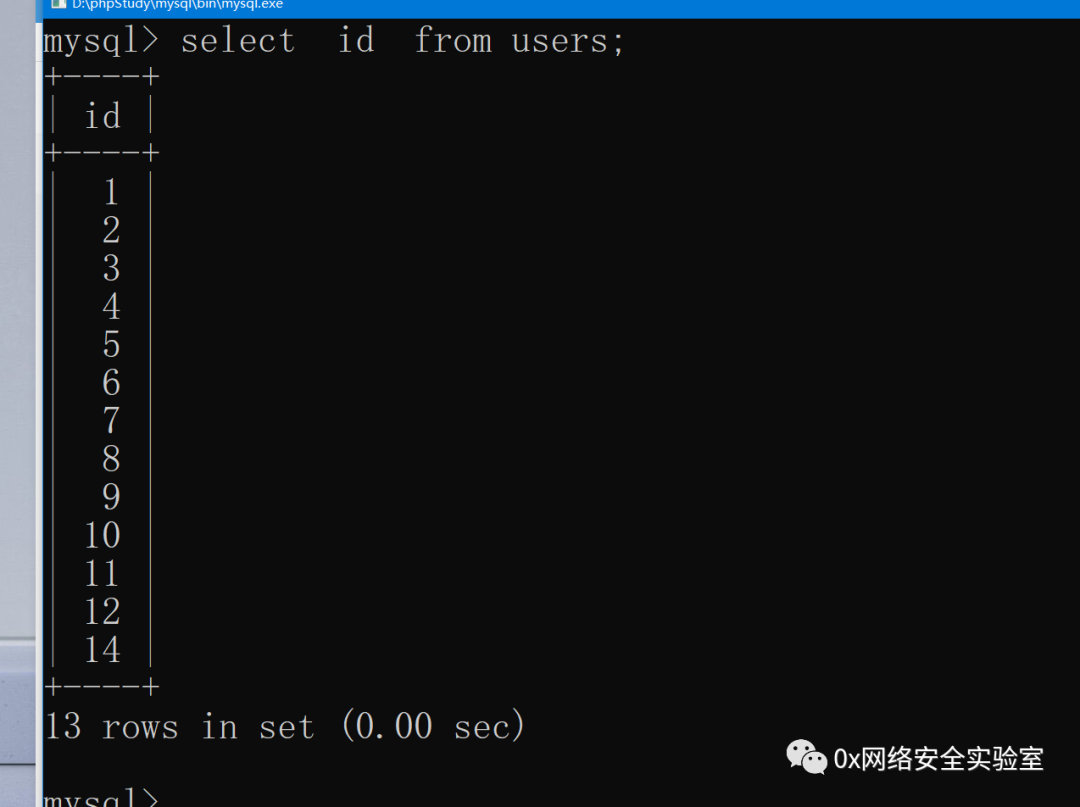 D:\phpStudy\mysql\bin\mysql.exe
mysql> select  id  from users;
+----+
| id |
+----+
|  1 |
|  2 |
|  3 |
|  4 |
|  5 |
|  6 |
|  7 |
|  8 |
|  9 |
| 10 |
| 11 |
| 12 |
| 14 |
+----+
13 rows in set (0.00 sec)
0x网络安全实验室
mysql>